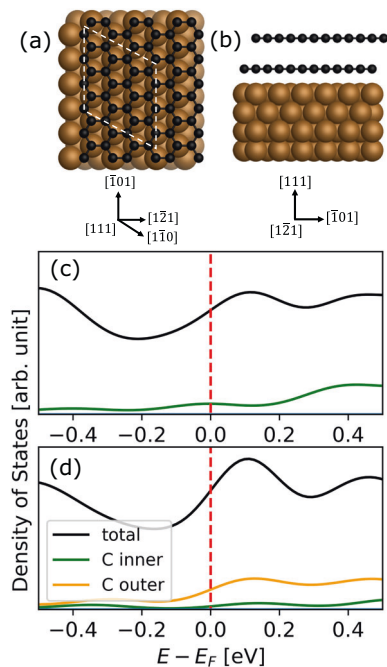 (a)
(b)
[1̅01]
[111]
[12̅1]
[11̅0]
[111]
[12̅1]
[1̅01]
(c)
−0.4 −0.2 0.0 0.2 0.4
Density of States [arb. unit]
(d)
total
C inner
C outer
−0.4 −0.2 0.0 0.2 0.4
E − E_F [eV]